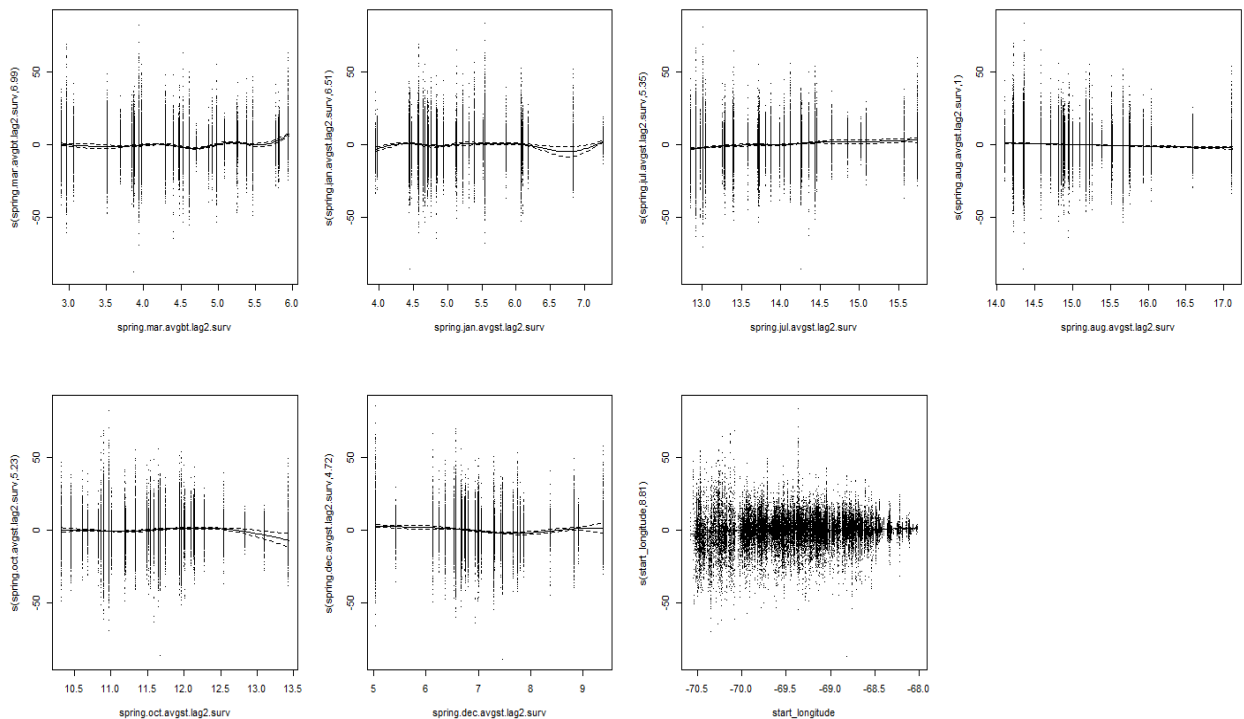 s(spring.mar.avgbt.lag2.surv,6.99)
50
0
-50
3.0 3.5 4.0 4.5 5.0 5.5 6.0
spring.mar.avgbt.lag2.surv
s(spring.jan.avgst.lag2.surv,6.51)
50
0
-50
4.0 4.5 5.0 5.5 6.0 6.5 7.0
spring.jan.avgst.lag2.surv
s(spring.jul.avgst.lag2.surv,5.35)
50
0
-50
13.0 13.5 14.0 14.5 15.0 15.5
spring.jul.avgst.lag2.surv
s(spring.aug.avgst.lag2.surv,1)
50
0
-50
14.0 14.5 15.0 15.5 16.0 16.5 17.0
spring.aug.avgst.lag2.surv
s(spring.oct.avgst.lag2.surv,5.23)
50
0
-50
10.5 11.0 11.5 12.0 12.5 13.0 13.5
spring.oct.avgst.lag2.surv
s(spring.dec.avgst.lag2.surv,4.72)
50
0
-50
5 6 7 8 9
spring.dec.avgst.lag2.surv
s(start_longitude,8.81)
50
0
-50
-70.5 -70.0 -69.5 -69.0 -68.5 -68.0
start_longitude